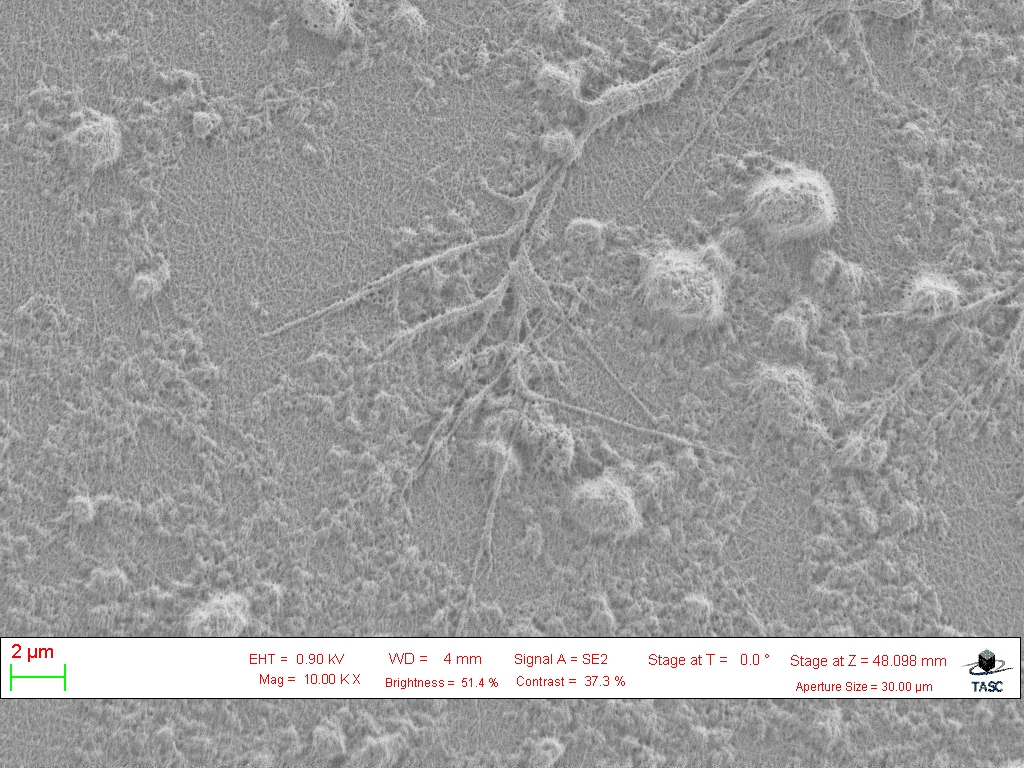 2 µm
EHT = 0.90 kV WD = 4 mm Signal A = SE2 Stage at T = 0.0 ° Stage at Z = 48.098 mm
Mag = 10.00 K X Brightness = 51.4 % Contrast = 37.3 % Aperture Size = 30.00 µm
TASC